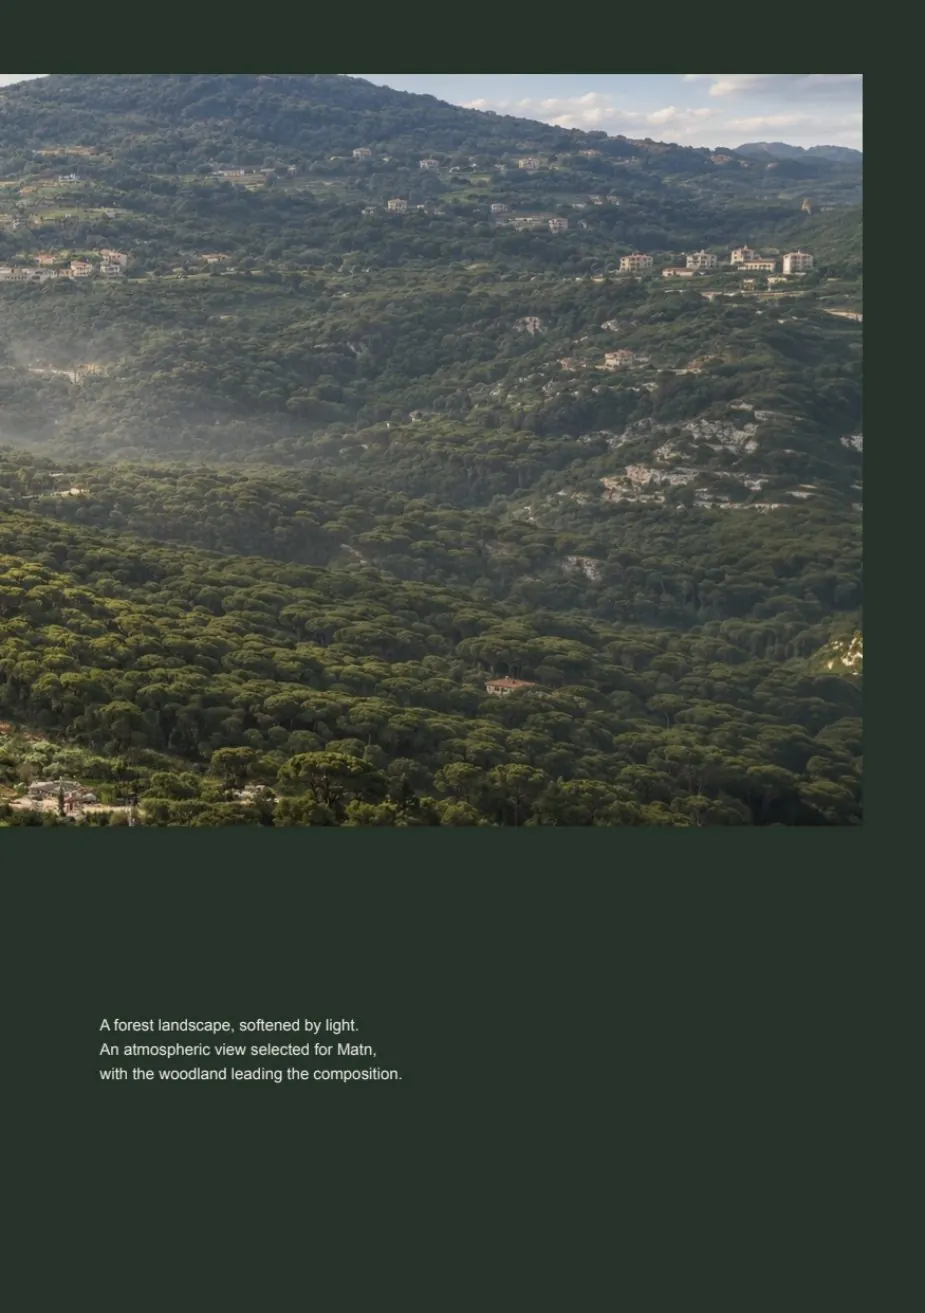 A forest landscape, softened by light.
An atmospheric view selected for Matn,
with the woodland leading the composition.